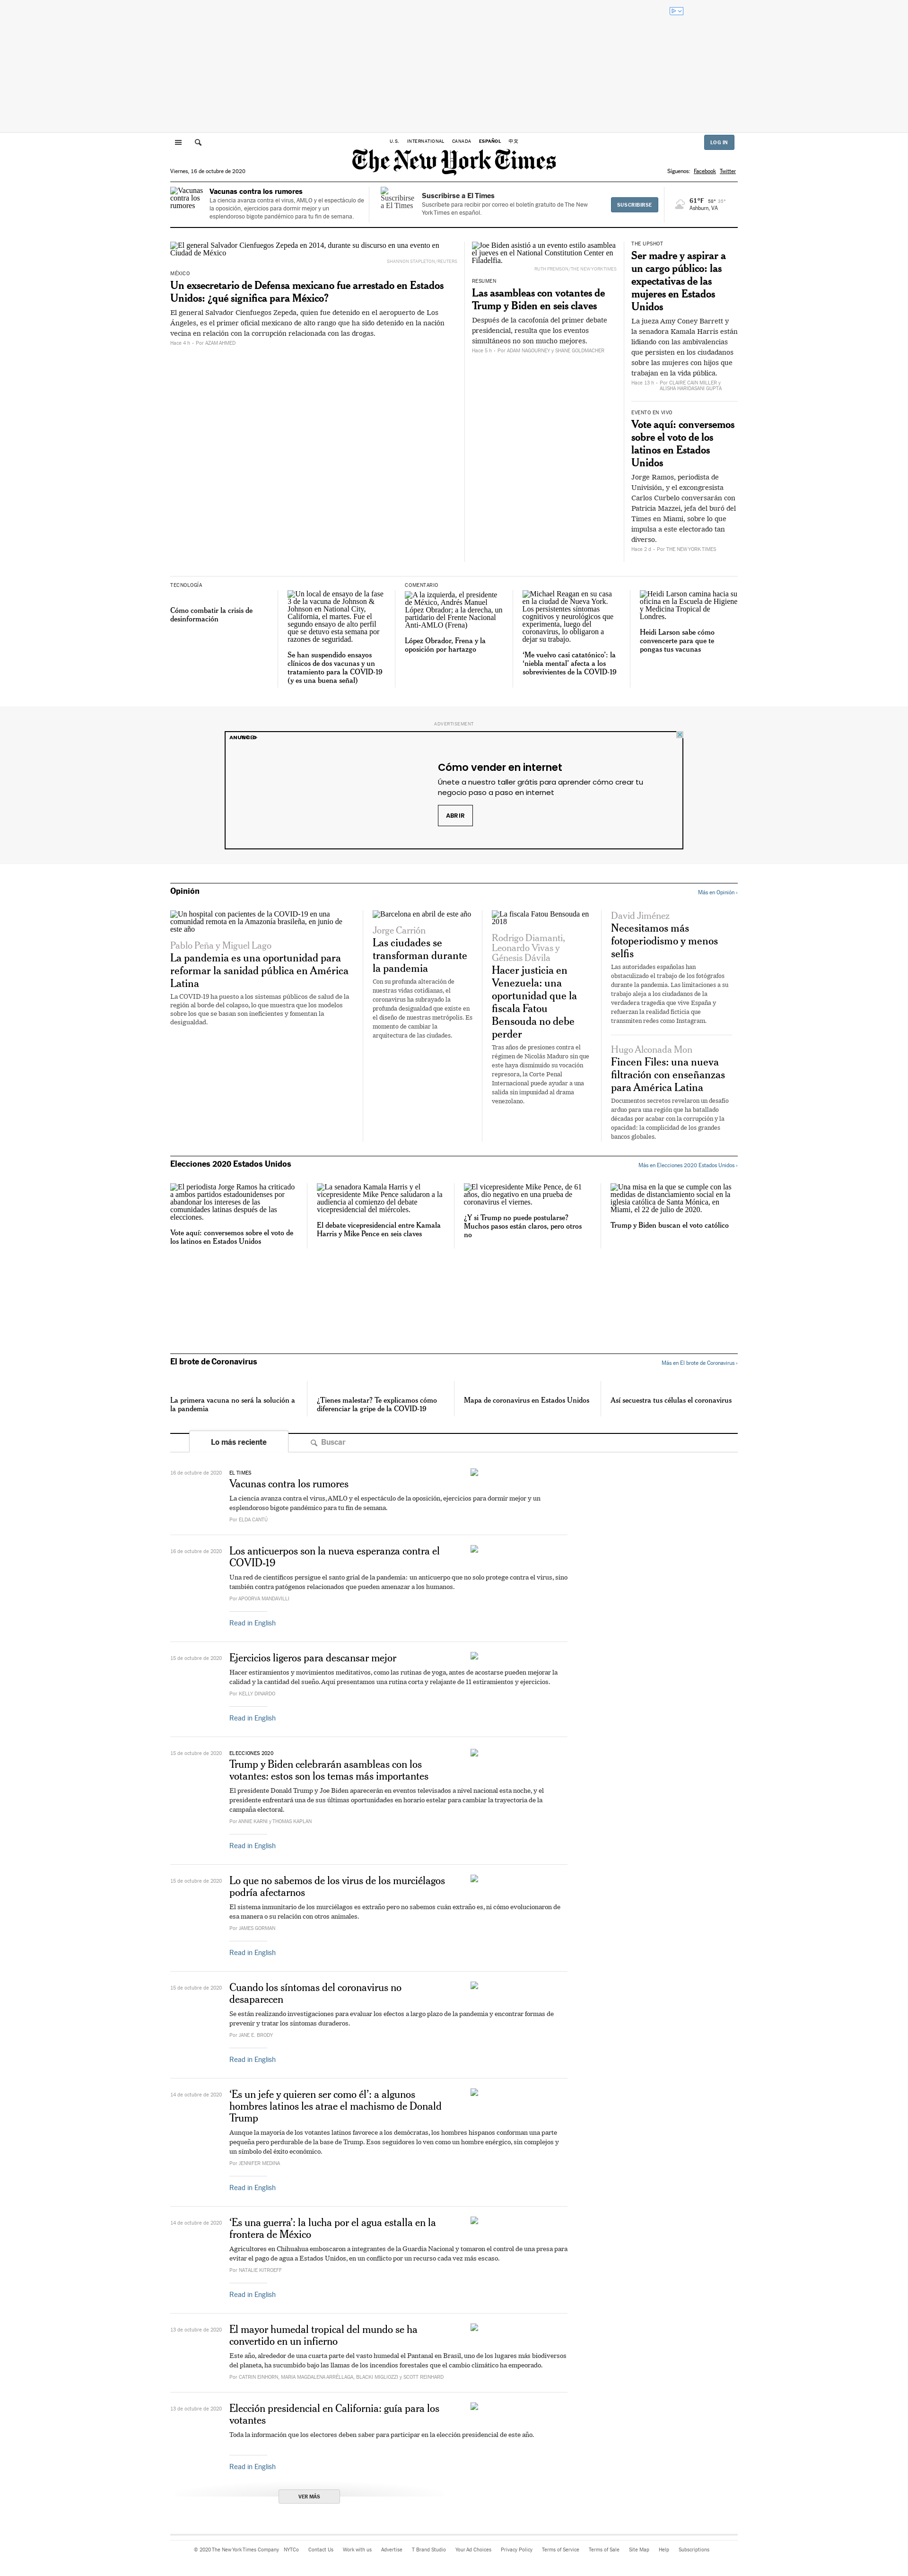 U.S. INTERNATIONAL CANADA ESPAÑOL 中文
LOG IN
The New York Times
Viernes, 16 de octubre de 2020
Síguenos: Facebook Twitter
Vacunas contra los rumores
Vacunas contra los rumores
La ciencia avanza contra el virus, AMLO y el espectáculo de la oposición, ejercicios para dormir mejor y un esplendoroso bigote pandémico para tu fin de semana.
Suscribirse a El Times
Suscribirse a El Times
Suscríbete para recibir por correo el boletín gratuito de The New York Times en español.
SUSCRIBIRSE
61°F
Ashburn, VA
El general Salvador Cienfuegos Zepeda en 2014, durante su discurso en una evento en Ciudad de México
SHANNON STAPLETON/REUTERS
MÉXICO
Un exsecretario de Defensa mexicano fue arrestado en Estados Unidos: ¿qué significa para México?
El general Salvador Cienfuegos Zepeda, quien fue detenido en el aeropuerto de Los Ángeles, es el primer oficial mexicano de alto rango que ha sido detenido en la nación vecina en relación con la corrupción relacionada con las drogas.
Hace 4 h - Por AZAM AHMED
Joe Biden asistió a un evento estilo asamblea el jueves en el National Constitution Center en Filadelfia.
RUTH FREMSON/THE NEW YORKTIMES
RESUMEN
Las asambleas con votantes de Trump y Biden en seis claves
Después de la cacofonía del primer debate presidencial, resulta que los eventos simultáneos no son mucho mejores.
Hace 5 h - Por ADAM NAGOURNEY y SHANE GOLDMACHER
THE UPSHOT
Ser madre y aspirar a un cargo público: las expectativas de las mujeres en Estados Unidos
La jueza Amy Coney Barrett y la senadora Kamala Harris están lidiando con las ambivalencias que persisten en los ciudadanos sobre las mujeres con hijos que trabajan en la vida pública.
Hace 13 h - Por CLAIRE CAIN MILLER y ALISHA HARIDASANI GUPTA
EVENTO EN VIVO
Vote aquí: conversemos sobre el voto de los latinos en Estados Unidos
Jorge Ramos, periodista de Univisión, y el excongresista Carlos Curbelo conversarán con Patricia Mazzei, jefa del buró del Times en Miami, sobre lo que impulsa a este electorado tan diverso.
Hace 2 d - Por THE NEW YORK TIMES
TECNOLOGÍA
Cómo combatir la crisis de desinformación
Un local de ensayo de la fase 3 de la vacuna de Johnson & Johnson en National City, California, el martes. Fue el segundo ensayo de alto perfil que se detuvo esta semana por razones de seguridad.
Se han suspendido ensayos clínicos de dos vacunas y un tratamiento para la COVID-19 (y es una buena señal)
COMENTARIO
A la izquierda, el presidente de México, Andrés Manuel López Obrador; a la derecha, un partidario del Frente Nacional Anti-AMLO (Frena)
López Obrador, Frena y la oposición por hartazgo
Michael Reagan en su casa en la ciudad de Nueva York. Los persistentes síntomas cognitivos y neurológicos que experimenta, luego del coronavirus, lo obligaron a dejar su trabajo.
‘Me vuelvo casi catatónico’: la ‘niebla mental’ afecta a los sobrevivientes de la COVID-19
Heidi Larson camina hacia su oficina en la Escuela de Higiene y Medicina Tropical de Londres.
Heidi Larson sabe cómo convencerte para que te pongas tus vacunas
ADVERTISEMENT
Cómo vender en internet
Únete a nuestro taller grátis para aprender cómo crear tu negocio paso a paso en internet
ABRIR
Opinión
Más en Opinión ›
Un hospital con pacientes de la COVID-19 en una comunidad remota en la Amazonía brasileña, en junio de este año
Pablo Peña y Miguel Lago
La pandemia es una oportunidad para reformar la sanidad pública en América Latina
La COVID-19 ha puesto a los sistemas públicos de salud de la región al borde del colapso, lo que muestra que los modelos sobre los que se basan son ineficientes y fomentan la desigualdad.
Barcelona en abril de este año
Jorge Carrión
Las ciudades se transforman durante la pandemia
Con su profunda alteración de nuestras vidas cotidianas, el coronavirus ha subrayado la profunda desigualdad que existe en el diseño de nuestras metrópolis. Es momento de cambiar la arquitectura de las ciudades.
La fiscala Fatou Bensouda en 2018
Rodrigo Diamanti, Leonardo Vivas y Génesis Dávila
Hacer justicia en Venezuela: una oportunidad que la fiscala Fatou Bensouda no debe perder
Tras años de presiones contra el régimen de Nicolás Maduro sin que este haya disminuido su vocación represora, la Corte Penal Internacional puede ayudar a una salida sin impunidad al drama venezolano.
David Jiménez
Necesitamos más fotoperiodismo y menos selfis
Las autoridades españolas han obstaculizado el trabajo de los fotógrafos durante la pandemia. Las limitaciones a su trabajo aleja a los ciudadanos de la verdadera tragedia que vive España y refuerzan la realidad ficticia que transmiten redes como Instagram.
Hugo Alconada Mon
Fincen Files: una nueva filtración con enseñanzas para América Latina
Documentos secretos revelaron un desafío arduo para una región que ha batallado décadas por acabar con la corrupción y la opacidad: la complicidad de los grandes bancos globales.
Elecciones 2020 Estados Unidos
Más en Elecciones 2020 Estados Unidos ›
El periodista Jorge Ramos ha criticado a ambos partidos estadounidenses por abandonar los intereses de las comunidades latinas después de las elecciones.
Vote aquí: conversemos sobre el voto de los latinos en Estados Unidos
La senadora Kamala Harris y el vicepresidente Mike Pence saludaron a la audiencia al comienzo del debate vicepresidencial del miércoles.
El debate vicepresidencial entre Kamala Harris y Mike Pence en seis claves
El vicepresidente Mike Pence, de 61 años, dio negativo en una prueba de coronavirus el viernes.
¿Y si Trump no puede postularse? Muchos pasos están claros, pero otros no
Una misa en la que se cumple con las medidas de distanciamiento social en la iglesia católica de San Bonifacio en Anaheim, Miami, el 22 de julio de 2020.
Trump y Biden buscan el voto católico
El brote de Coronavirus
Más en El brote de Coronavirus ›
La primera vacuna no será la solución a la pandemia
¿Tienes malestar? Te explicamos cómo diferenciar la gripe de la COVID-19
Mapa de coronavirus en Estados Unidos
Así secuestra tus células el coronavirus
Lo más reciente
Buscar
16 de octubre de 2020
EL TIMES
Vacunas contra los rumores
La ciencia avanza contra el virus, AMLO y el espectáculo de la oposición, ejercicios para dormir mejor y un esplendoroso bigote pandémico para tu fin de semana.
Por ELDA CANTÚ
16 de octubre de 2020
Los anticuerpos son la nueva esperanza contra el COVID-19
Una red de científicos persigue el santo grial de la pandemia: un anticuerpo que no solo protege contra el virus, sino también contra patógenos relacionados que pueden amenazar a los humanos.
Por APOORVA MANDAVILLI
Read in English
15 de octubre de 2020
Ejercicios ligeros para descansar mejor
Hacer estiramientos y movimientos meditativos, como las rutinas de yoga, antes de acostarse pueden mejorar la calidad y la cantidad del sueño. Aquí presentamos una rutina corta y relajante de 11 estiramientos y ejercicios.
Por KELLY DINARDO
Read in English
15 de octubre de 2020
ELECCIONES 2020
Trump y Biden celebrarán asambleas con los votantes: estos son los temas más importantes
El presidente Donald Trump y Joe Biden aparecerán en eventos televisados a nivel nacional esta noche, y el presidente enfrentará una de sus últimas oportunidades en horario estelar para cambiar la trayectoria de la campaña electoral.
Por ANNIE KARNI y THOMAS KAPLAN
Read in English
15 de octubre de 2020
Lo que no sabemos de los virus de los murciélagos podría afectarnos
El sistema inmunitario de los murciélagos es extraño pero no sabemos cuán extraño es, ni cómo evolucionaron de esa manera o su relación con otros animales.
Por JAMES GORMAN
Read in English
15 de octubre de 2020
Cuando los síntomas del coronavirus no desaparecen
Se están realizando investigaciones para evaluar los efectos a largo plazo de la pandemia y encontrar formas de prevenir y tratar los síntomas duraderos.
Por JANE E. BRODY
Read in English
14 de octubre de 2020
‘Es un jefe y quieren ser como él’: a algunos hombres latinos les atrae el machismo de Donald Trump
Aunque la mayoría de los votantes latinos favorece a los demócratas, los hombres hispanos conforman una parte pequeña pero perdurable de la base de Trump. Esos seguidores lo ven como un hombre enérgico, sin complejos y un símbolo del éxito económico.
Por JENNIFER MEDINA
Read in English
14 de octubre de 2020
‘Es una guerra’: la lucha por el agua estalla en la frontera de México
Agricultores en Chihuahua emboscaron a integrantes de la Guardia Nacional y tomaron el control de una presa para evitar el pago de agua a Estados Unidos, en un conflicto por un recurso cada vez más escaso.
Por NATALIE KITROEFF
Read in English
13 de octubre de 2020
El mayor humedal tropical del mundo se ha convertido en un infierno
Este año, alrededor de una cuarta parte del vasto humedal el Pantanal en Brasil, uno de los lugares más biodiversos del planeta, ha sucumbido bajo las llamas de los incendios forestales que el cambio climático ha empeorado.
Por CATRIN EINHORN, MARIA MAGDALENA ARRÉLLAGA, BLACKI MIGLIOZZI y SCOTT REINHARD
13 de octubre de 2020
Elección presidencial en California: guía para los votantes
Toda la información que los electores deben saber para participar en la elección presidencial de este año.
Read in English
VER MÁS
© 2020 The New York Times Company NYTCo Contact Us Work with us Advertise T Brand Studio Your Ad Choices Privacy Policy Terms of Service Terms of Sale Site Map Help Subscriptions